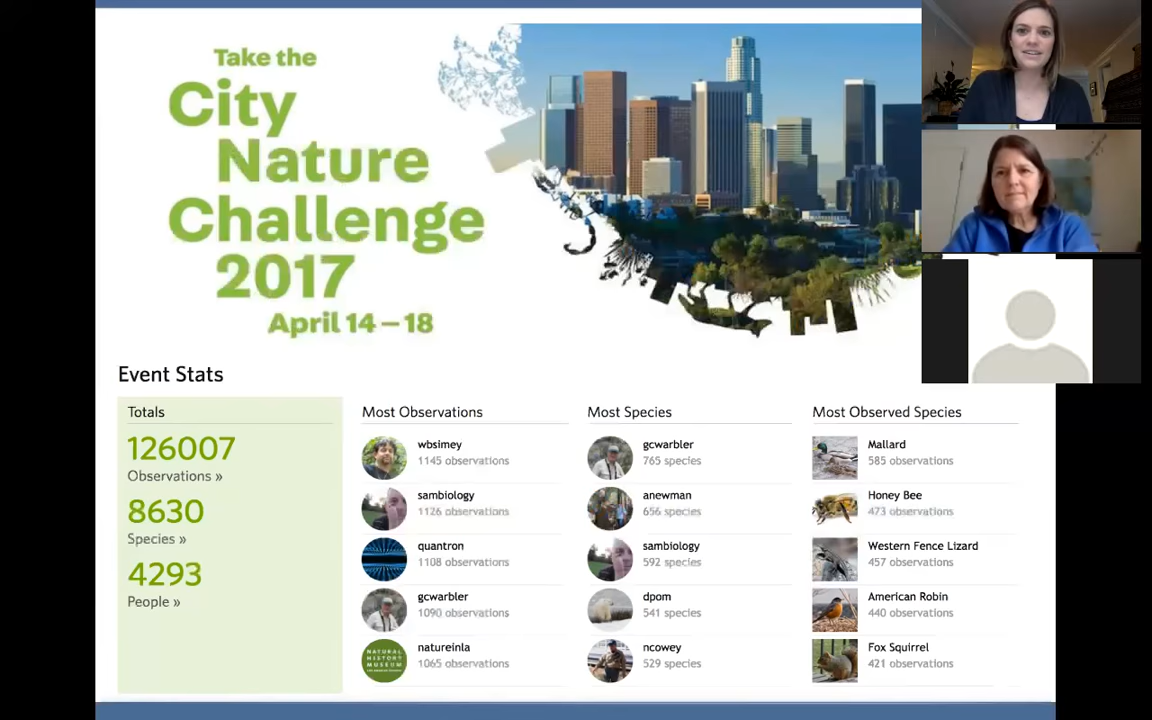 Take the
City
Nature
Challenge
2017
April 14 – 18
Event Stats
Totals
126007
Observations »
8630
Species »
4293
People »
Most Observations
wbsimey
1145 observations
sambiology
1126 observations
quantron
1108 observations
gcwarbler
1090 observations
natureinla
1065 observations
NATURAL
HISTORY
MUSEUM
Most Species
gcwarbler
765 species
anewman
656 species
sambiology
592 species
dpom
541 species
ncowey
529 species
Most Observed Species
Mallard
585 observations
Honey Bee
473 observations
Western Fence Lizard
457 observations
American Robin
440 observations
Fox Squirrel
421 observations